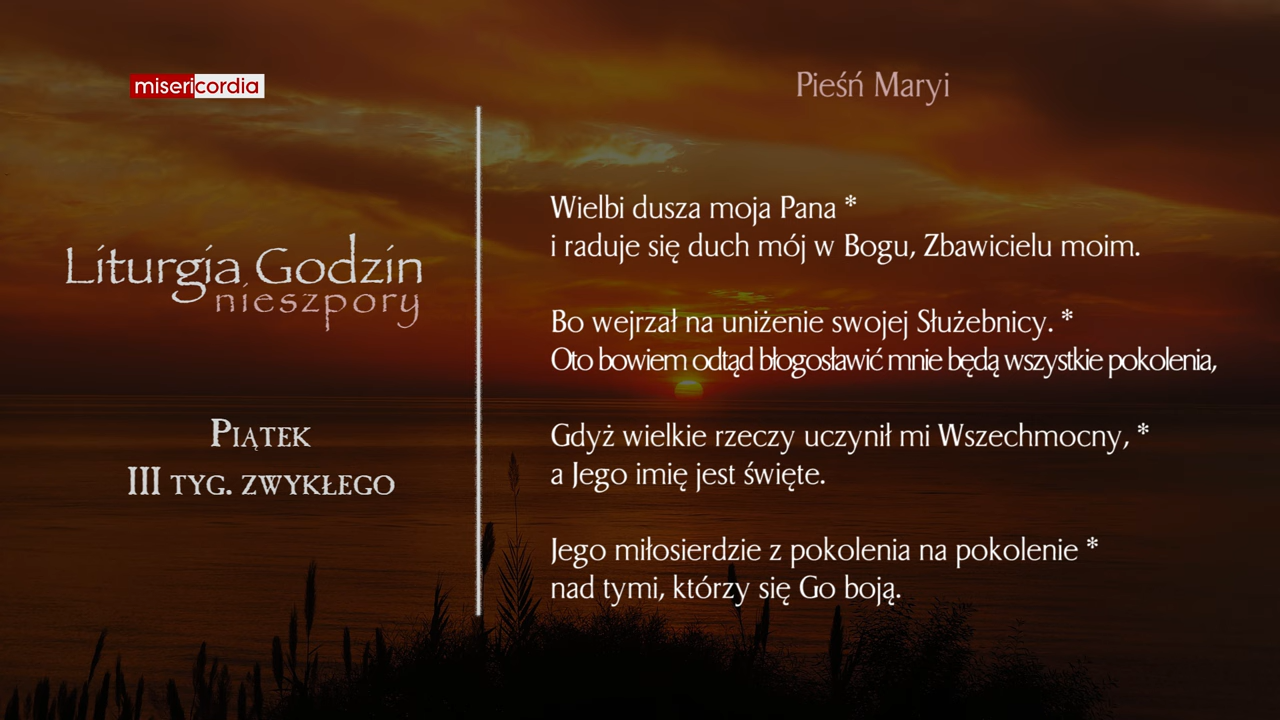 misericordia
Liturgia Godzin
nieszpory
Piątek
III tyg. zwykłego
Pieśń Maryi
Wielbi dusza moja Pana *
i raduje się duch mój w Bogu, Zbawicielu moim.
Bo wejrzał na uniżenie swojej Służebnicy. *
Oto bowiem odtąd błogosławić mnie będą wszystkie pokolenia,
Gdyż wielkie rzeczy uczynił mi Wszechmocny, *
a Jego imię jest święte.
Jego miłosierdzie z pokolenia na pokolenie *
nad tymi, którzy się Go boją.